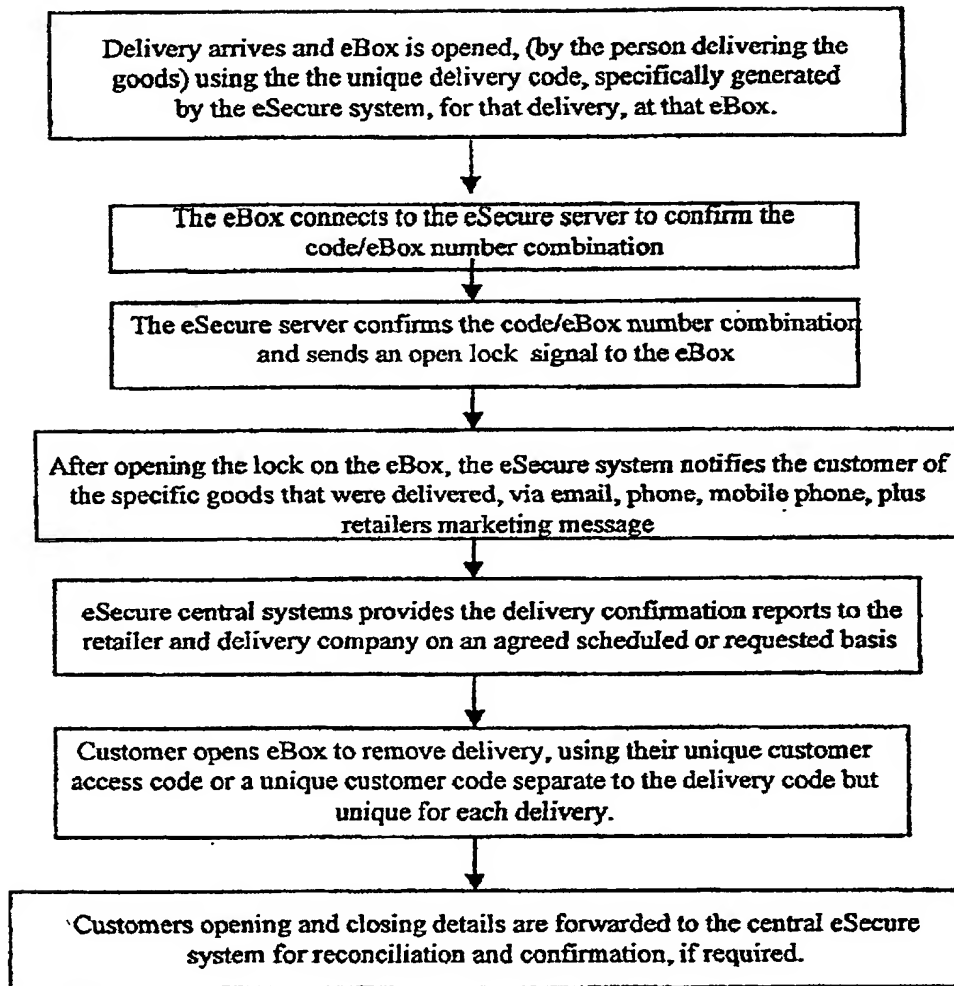 Delivery arrives and eBox is opened, (by the person delivering the
goods) using the the unique delivery code, specifically generated
by the eSecure system, for that delivery, at that eBox.
The eBox connects to the eSecure server to confirm the
code/eBox number combination
The eSecure server confirms the code/eBox number combination
and sends an open lock signal to the eBox
After opening the lock on the eBox, the eSecure system notifies the customer of
the specific goods that were delivered, via email, phone, mobile phone, plus
retailers marketing message
eSecure central systems provides the delivery confirmation reports to the
retailer and delivery company on an agreed scheduled or requested basis
Customer opens eBox to remove delivery, using their unique customer
access code or a unique customer code separate to the delivery code but
unique for each delivery.
Customers opening and closing details are forwarded to the central eSecure
system for reconciliation and confirmation, if required.